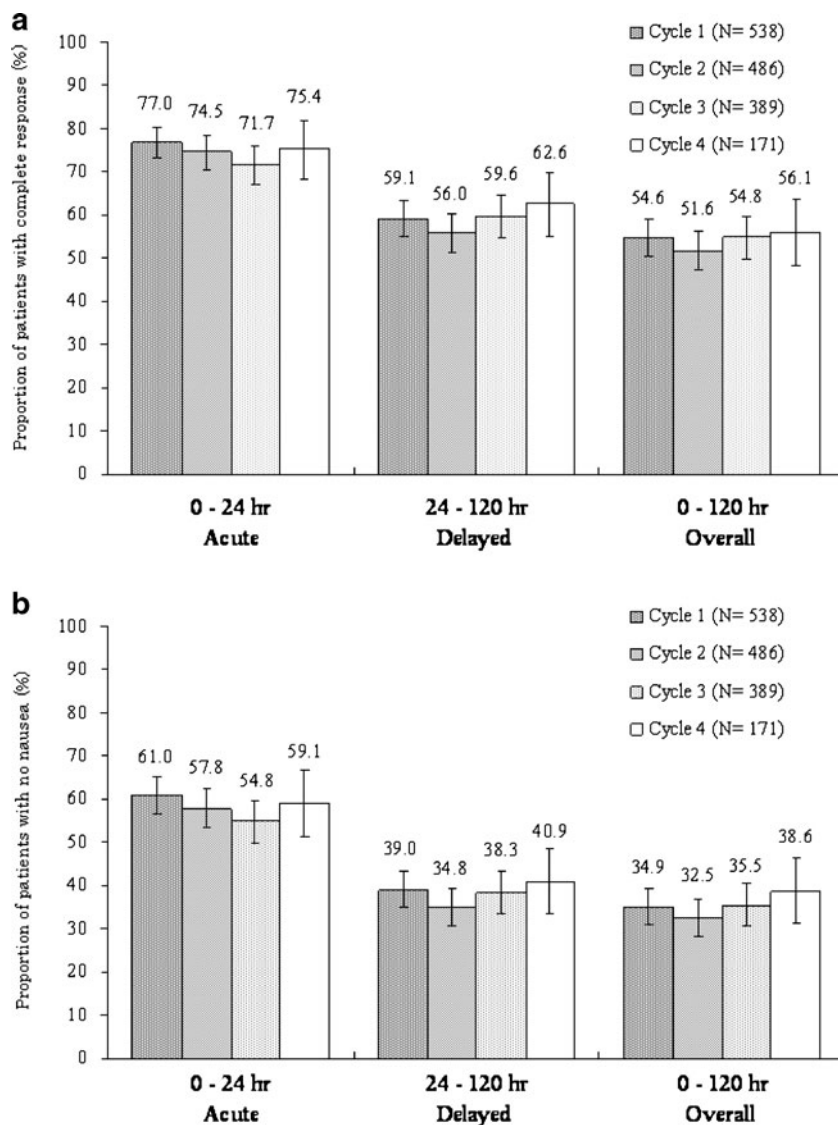 a
Proportion of patients with complete response (%)
100
90
80
70
60
50
40
30
20
10
0
Cycle 1 (N= 538)
Cycle 2 (N= 486)
Cycle 3 (N= 389)
Cycle 4 (N= 171)
77.0 74.5 71.7 75.4
59.1 56.0 59.6 62.6
54.6 51.6 54.8 56.1
0 - 24 hr 24 - 120 hr 0 - 120 hr
Acute Delayed Overall
b
Proportion of patients with no nausea (%)
100
90
80
70
60
50
40
30
20
10
0
Cycle 1 (N= 538)
Cycle 2 (N= 486)
Cycle 3 (N= 389)
Cycle 4 (N= 171)
61.0 57.8 54.8 59.1
39.0 34.8 38.3 40.9
34.9 32.5 35.5 38.6
0 - 24 hr 24 - 120 hr 0 - 120 hr
Acute Delayed Overall